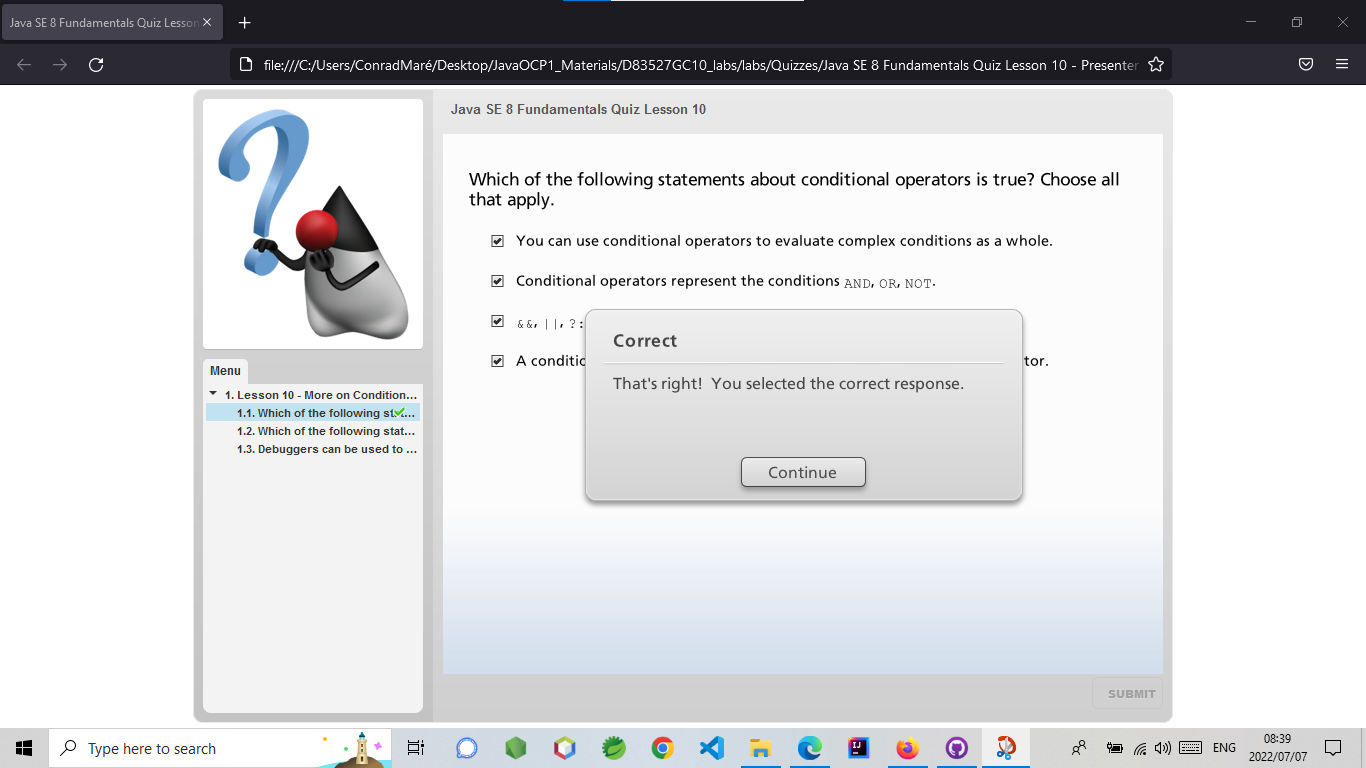 Java SE 8 Fundamentals Quiz Lesson
file:///C:/Users/ConradMaré/Desktop/JavaOCP1_Materials/D83527GC10_labs/labs/Quizzes/Java SE 8 Fundamentals Quiz Lesson 10 - Presenter
Java SE 8 Fundamentals Quiz Lesson 10
Which of the following statements about conditional operators is true? Choose all
that apply.
You can use conditional operators to evaluate complex conditions as a whole.
Conditional operators represent the conditions AND, OR, NOT.
&&, ||, ?:
A conditio tor.
Correct
That's right! You selected the correct response.
Continue
Menu
1. Lesson 10 - More on Condition...
1.1. Which of the following st...
1.2. Which of the following stat...
1.3. Debuggers can be used to ...
SUBMIT
Type here to search
ENG
08:39
2022/07/07